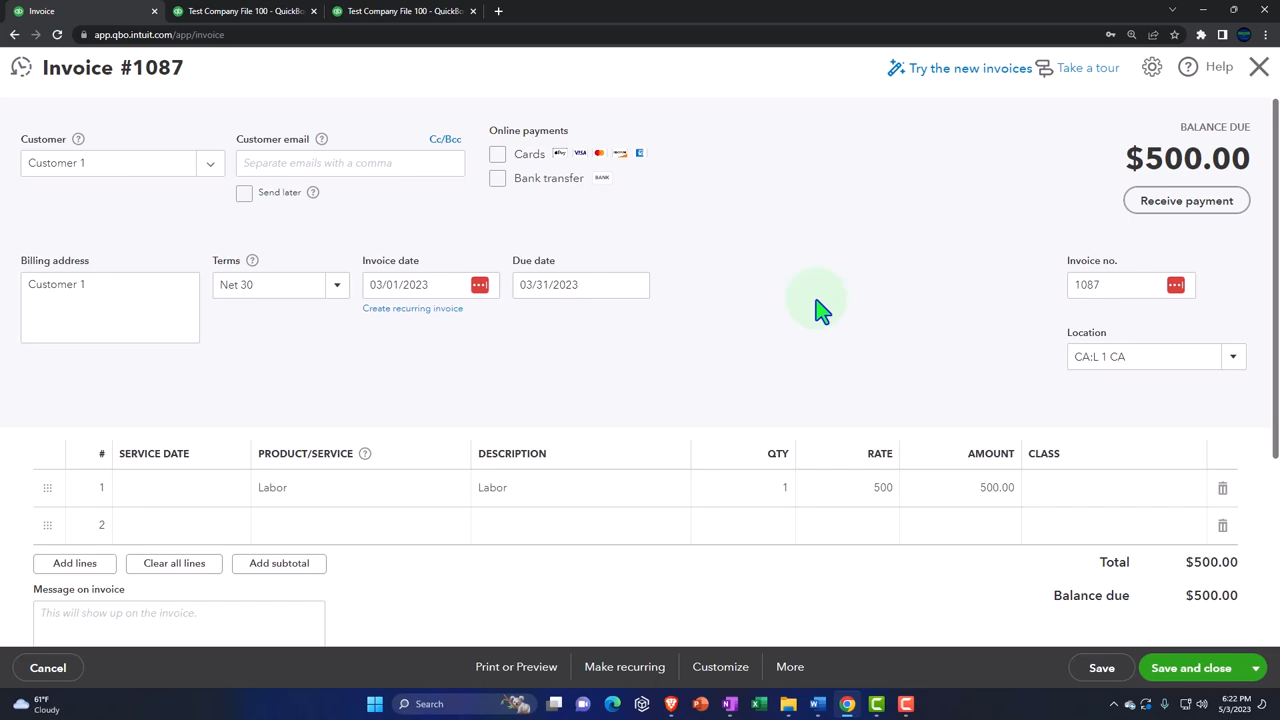 Invoice
Test Company File 100 - QuickBo
Test Company File 100 - QuickBo
app.qbo.intuit.com/app/invoice
Invoice #1087
Try the new invoices
Take a tour
Help
Customer
Customer email
Cc/Bcc
Online payments
BALANCE DUE
Customer 1
Separate emails with a comma
Cards
Pay
VISA
$500.00
Send later
Bank transfer
BANK
Receive payment
Billing address
Terms
Invoice date
Due date
Invoice no.
Customer 1
Net 30
03/01/2023
03/31/2023
1087
Create recurring invoice
Location
CA:L 1 CA
# SERVICE DATE PRODUCT/SERVICE DESCRIPTION QTY RATE AMOUNT CLASS
1 Labor Labor 1 500 500.00
2
Add lines
Clear all lines
Add subtotal
Total $500.00
Message on invoice
Balance due $500.00
This will show up on the invoice.
Cancel
Print or Preview
Make recurring
Customize
More
Save
Save and close
61°F
Cloudy
Search
6:22 PM
5/3/2023